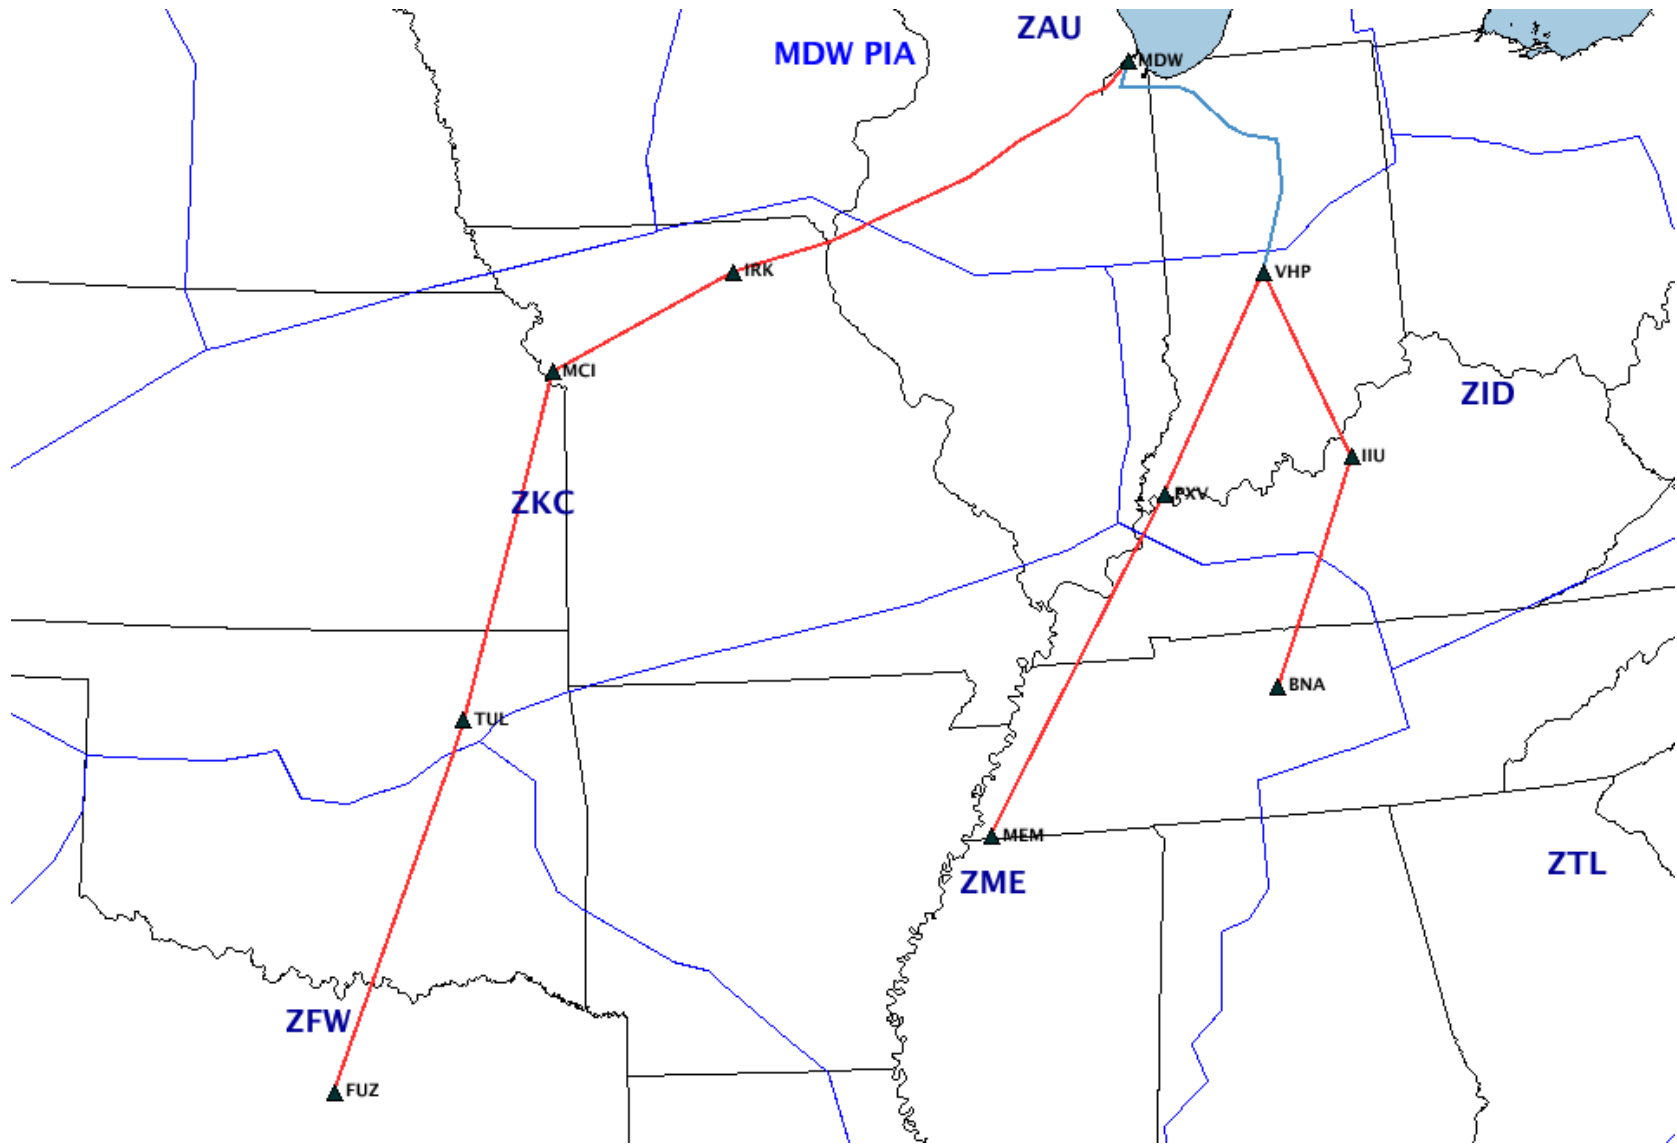 ZAU
MDW PIA
MDW
IRK
VHP
MCI
ZID
IIU
ZKC
PXV
BNA
TUL
MEM
ZTL
ZME
ZFW
FUZ